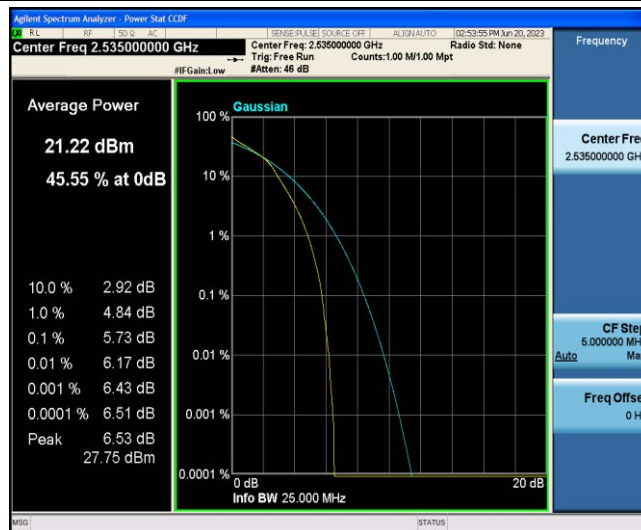 Agilent Spectrum Analyzer - Power Stat CCDF
RL RF 50 Ω AC SENSE:PULSE SOURCE OFF ALIGN AUTO 02:53:55 PM Jun 20, 2023
Center Freq 2.535000000 GHz
Center Freq: 2.535000000 GHz Radio Std: None
Trig: Free Run Counts:1.00 M/1.00 Mpt
#IFGain:Low #Atten: 46 dB
Frequency
Average Power
21.22 dBm
45.55 % at 0dB
10.0 % 2.92 dB
1.0 % 4.84 dB
0.1 % 5.73 dB
0.01 % 6.17 dB
0.001 % 6.43 dB
0.0001 % 6.51 dB
Peak 6.53 dB
27.75 dBm
Gaussian
100 %
10 %
1 %
0.1 %
0.01 %
0.001 %
0.0001 %
0 dB 20 dB
Info BW 25.000 MHz
Center Fre
2.535000000 GH
CF Ste
5.000000 MH
Auto Ma
Freq Offse
0 H
MSG STATUS